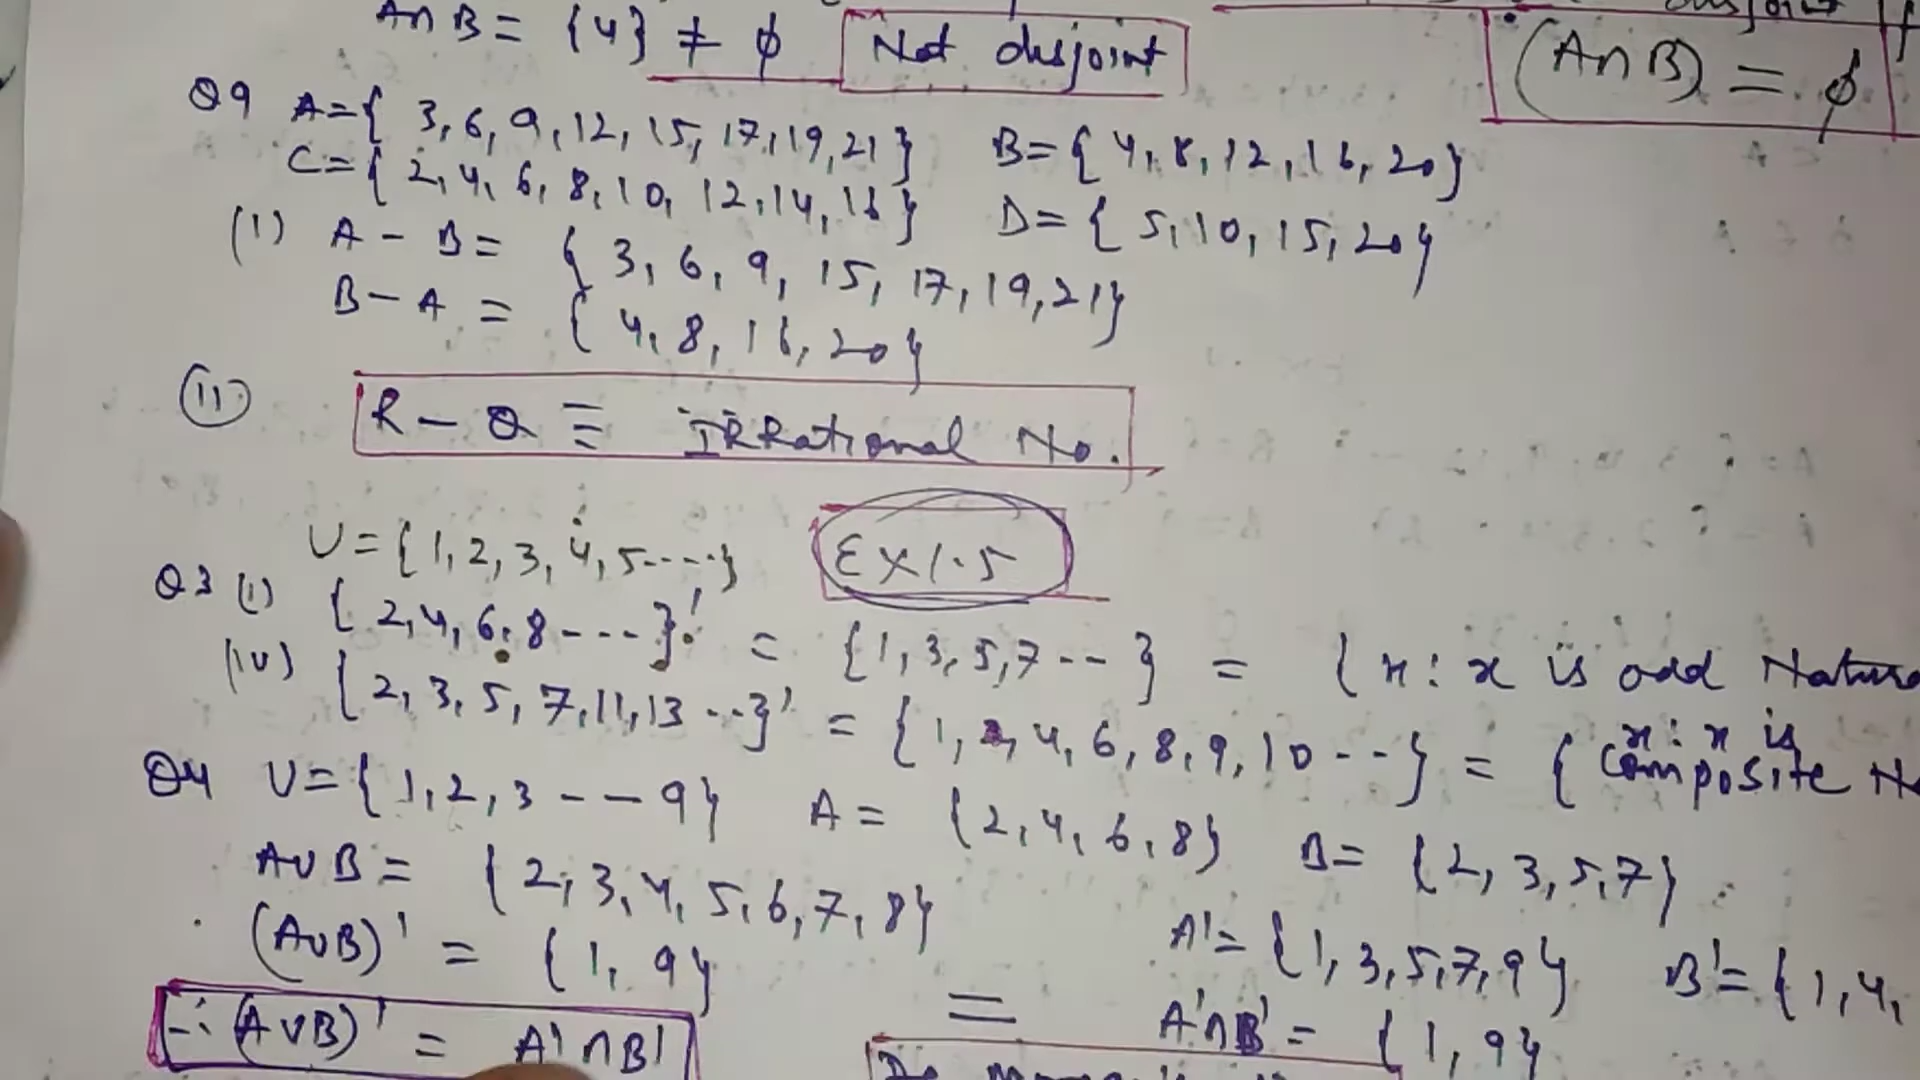 A∩B = {4} ≠ ϕ Not disjoint
(A∩B) = ϕ
Q9 A={ 3, 6, 9, 12, 15, 17, 19, 21} B={ 4, 8, 12, 16, 20}
C={ 2, 4, 6, 8, 10, 12, 14, 16} D={ 5, 10, 15, 20}
(i) A - B = { 3, 6, 9, 15, 17, 19, 21}
B - A = { 4, 8, 16, 20}
(ii) R - Q ≡ IRRational No.
U = {1, 2, 3, 4, 5-----} EX 1.5
Q3 (i) { 2, 4, 6, 8 - - - }' = {1, 3, 5, 7 -- } = { x : x is odd
(iv) { 2, 3, 5, 7, 11, 13 --}' = {1, 4, 6, 8, 9, 10 --} = { x : x is composite
Q4 U = {1, 2, 3 - - 9} A = {2, 4, 6, 8} B = {2, 3, 5, 7}
A∪B = {2, 3, 4, 5, 6, 7, 8}
(A∪B)' = {1, 9} A' = {1, 3, 5, 7, 9} B' = {1, 4,
= A'∩B' = {1, 9}
∴ (A∪B)' = A'∩B'